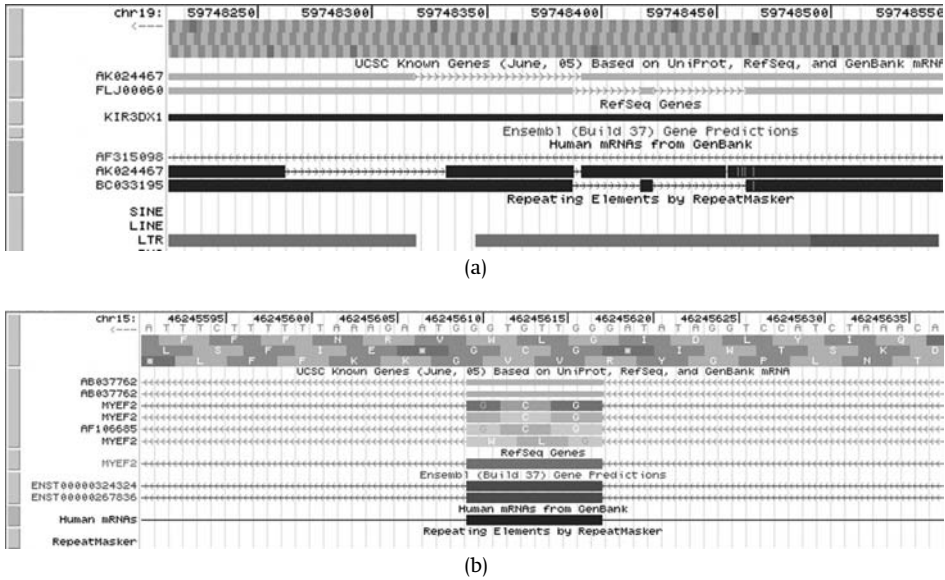 chr19: 59748250| 59748300| 59748350| 59748400| 59748450| 59748500| 59748550
<---
UCSC Known Genes (June, 05) Based on UniProt, RefSeq, and GenBank mRNA
AK024467
FLJ00060
RefSeq Genes
KIR3DX1
Ensembl (Build 37) Gene Predictions
Human mRNAs from GenBank
AF315098
AK024467
BC033195
Repeating Elements by RepeatMasker
SINE
LINE
LTR
(a)
chr15: 46245595| 46245600| 46245605| 46245610| 46245615| 46245620| 46245625| 46245630| 46245635|
<--- A T T T C T T T T T T A A A G A A T G G G T G T T G G G A T A T A G G T C C A T C T A A A C A
F F N R V W L G I D L Y I Q
L S F I E * G C G * I W T S K
* L F F K K G V V R Y G P L N T
UCSC Known Genes (June, 05) Based on UniProt, RefSeq, and GenBank mRNA
AB037762
AB037762
MYEF2 G C G
MYEF2 C G
AF106685 G C G
MYEF2 W L G
RefSeq Genes
MYEF2
Ensembl (Build 37) Gene Predictions
ENST00000324324
ENST00000267836
Human mRNAs from GenBank
Human mRNAs
Repeating Elements by RepeatMasker
RepeatMasker
(b)